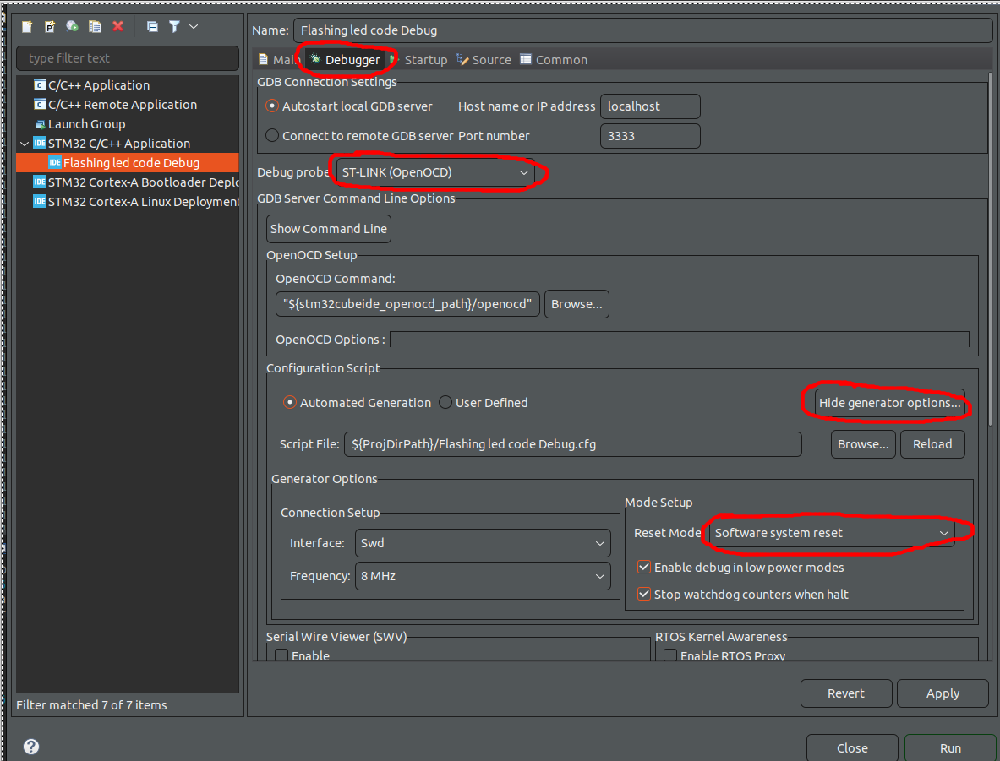 Name: Flashing led code Debug
type filter text
C/C++ Application
C/C++ Remote Application
Launch Group
STM32 C/C++ Application
Flashing led code Debug
STM32 Cortex-A Bootloader Deplo
STM32 Cortex-A Linux Deployment
Filter matched 7 of 7 items
Main Debugger Startup Source Common
GDB Connection Settings
Autostart local GDB server Host name or IP address localhost
Connect to remote GDB server Port number 3333
Debug probe ST-LINK (OpenOCD)
GDB Server Command Line Options
Show Command Line
OpenOCD Setup
OpenOCD Command:
"${stm32cubeide_openocd_path}/openocd" Browse...
OpenOCD Options :
Configuration Script
Automated Generation User Defined Hide generator options...
Script File: ${ProjDirPath}/Flashing led code Debug.cfg Browse... Reload
Generator Options
Connection Setup
Interface: Swd
Frequency: 8 MHz
Mode Setup
Reset Mode Software system reset
Enable debug in low power modes
Stop watchdog counters when halt
Serial Wire Viewer (SWV)
Enable
RTOS Kernel Awareness
Enable RTOS Proxy
Revert Apply
Close Run